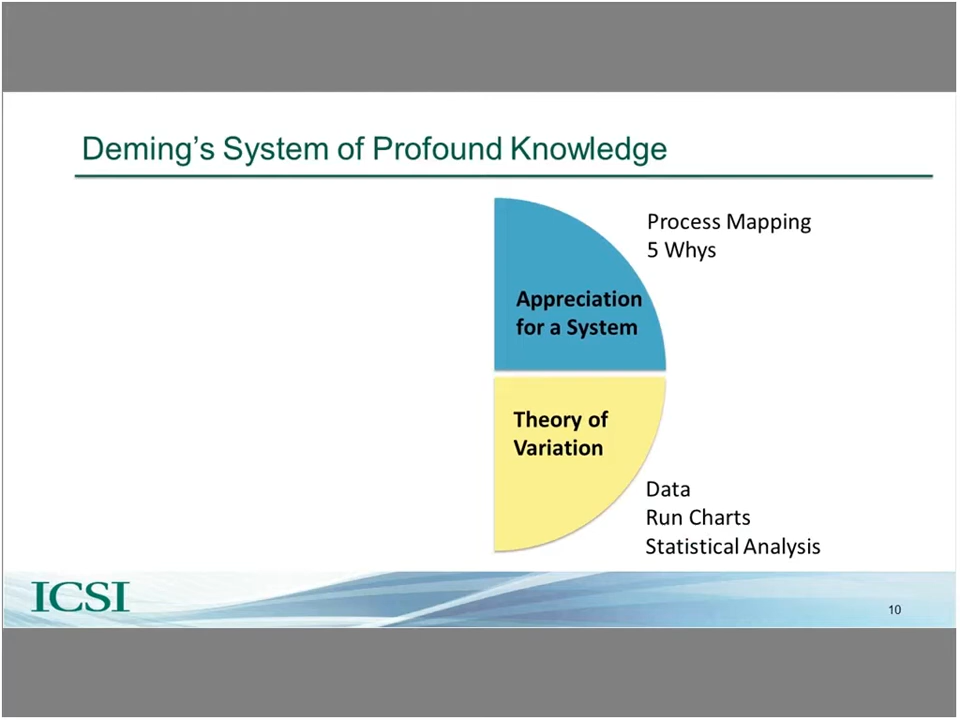 Deming’s System of Profound Knowledge
Process Mapping
5 Whys
Appreciation
for a System
Theory of
Variation
Data
Run Charts
Statistical Analysis
ICSI
10